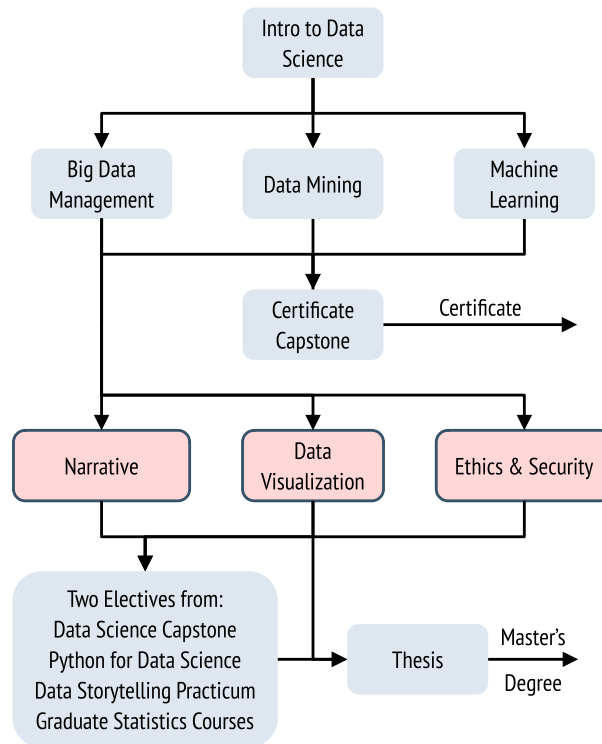 Intro to Data
Science
Big Data
Management
Data Mining
Machine
Learning
Certificate
Capstone
Certificate
Narrative
Data
Visualization
Ethics & Security
Two Electives from:
Data Science Capstone
Python for Data Science
Data Storytelling Practicum
Graduate Statistics Courses
Thesis
Master's
Degree